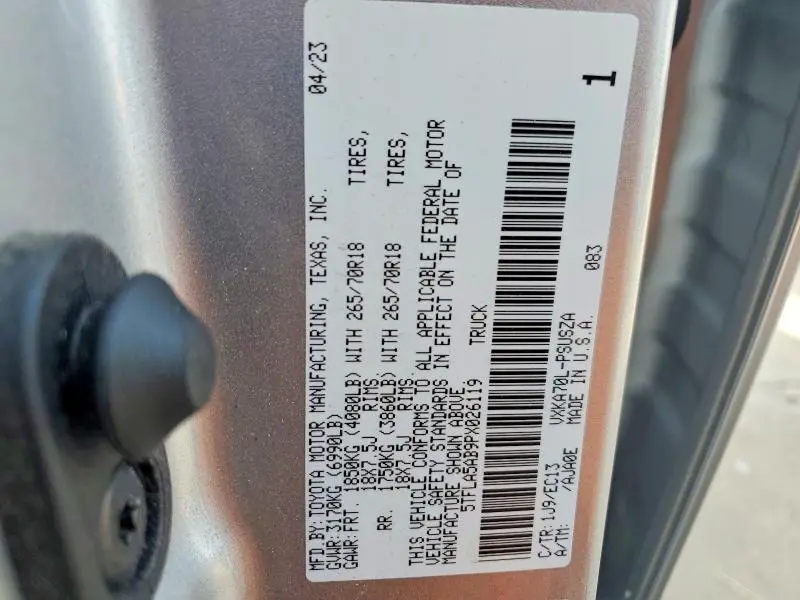 MFD.BY:TOYOTA MOTOR MANUFACTURING, TEXAS, INC. 04/23
GVWR:3170KG (6990LB)
GAWR:FRT. 1850KG (4080LB) WITH 265/70R18 TIRES,
18X7.5J RIMS
RR. 1750KG (3860LB) WITH 265/70R18 TIRES,
18X7.5J RIMS
THIS VEHICLE CONFORMS TO ALL APPLICABLE FEDERAL MOTOR
VEHICLE SAFETY STANDARDS IN EFFECT ON THE DATE OF
MANUFACTURE SHOWN ABOVE.
5TFLA5AB9PX026119 TRUCK
C/TR:1J9/EC13 VXKA70L-PSUSZA
A/TM: /AJA0E MADE IN U.S.A. 083
1